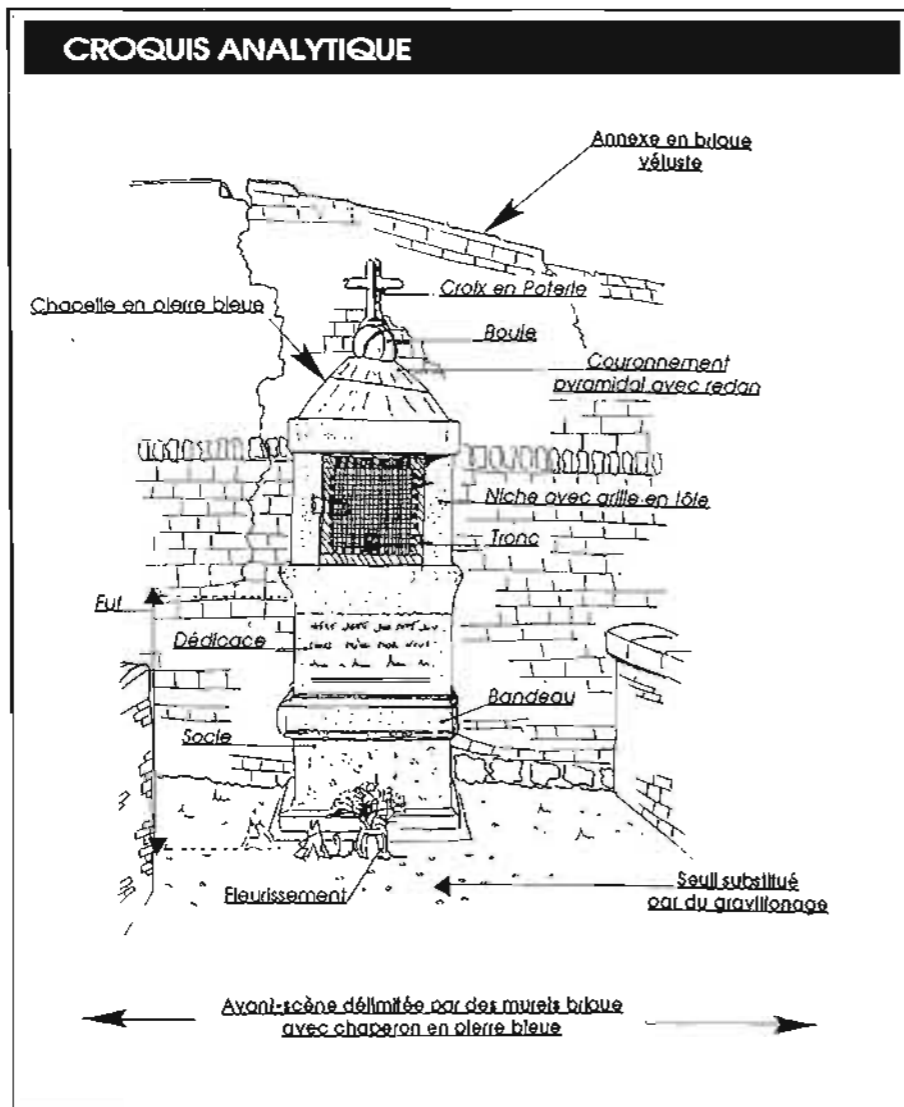 CROQUIS ANALYTIQUE
Annexe en brique
vétuste
Croix en Poterie
Chapelle en pierre bleue
Boule
Couronnement
pyramidal avec redan
Niche avec grille en tôle
Tronc
Fut
Dédicace
Bandeau
Socle
Fleurissement
Seuil substitué
par du gravillonage
Avant-scène délimitée par des murets brique
avec chaperon en pierre bleue